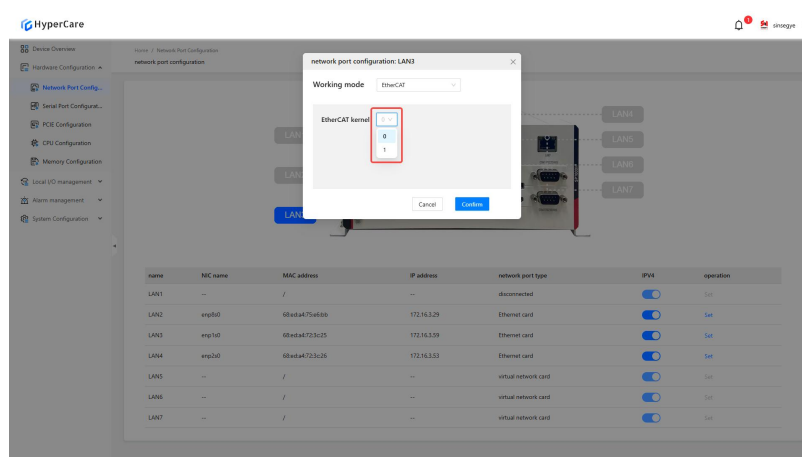 HyperCare
1
sinsegye
Device Overview
Hardware Configuration
Network Port Config...
Serial Port Configurat...
PCIE Configuration
CPU Configuration
Memory Configuration
Local I/O management
Alarm management
System Configuration
Home / Network Port Configuration
network port configuration
network port configuration: LAN3
Working mode
EtherCAT
EtherCAT kernel
0
0
1
Cancel
Confirm
LAN4
LAN5
LAN6
LAN7
name NIC name MAC address IP address network port type IPV4 operation
LAN1 -- / -- disconnected Set
LAN2 enp8s0 68:ed:a4:75:a6:bb 172.16.3.29 Ethernet card Set
LAN3 enp1s0 68:ed:a4:72:3c:25 172.16.3.59 Ethernet card Set
LAN4 enp2s0 68:ed:a4:72:3c:26 172.16.3.53 Ethernet card Set
LAN5 -- / -- virtual network card Set
LAN6 -- / -- virtual network card Set
LAN7 -- / -- virtual network card Set